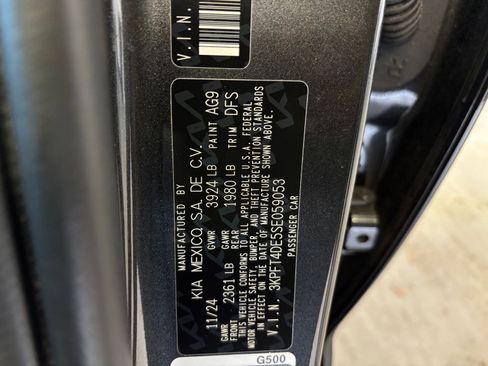 V.I.N.
MANUFACTURED BY
KIA MEXICO, S.A. DE C.V.
11/24 GVWR 3924 LB PAINT AG9
GAWR FRONT 2361 LB GAWR REAR 1980 LB TRIM DFS
THIS VEHICLE CONFORMS TO ALL APPLICABLE U.S.A. FEDERAL
MOTOR VEHICLE SAFETY, BUMPER, AND THEFT PREVENTION STANDARDS
IN EFFECT ON THE DATE OF MANUFACTURE SHOWN ABOVE.
V.I.N. 3KPFT4DE5SE059053
PASSENGER CAR
G500